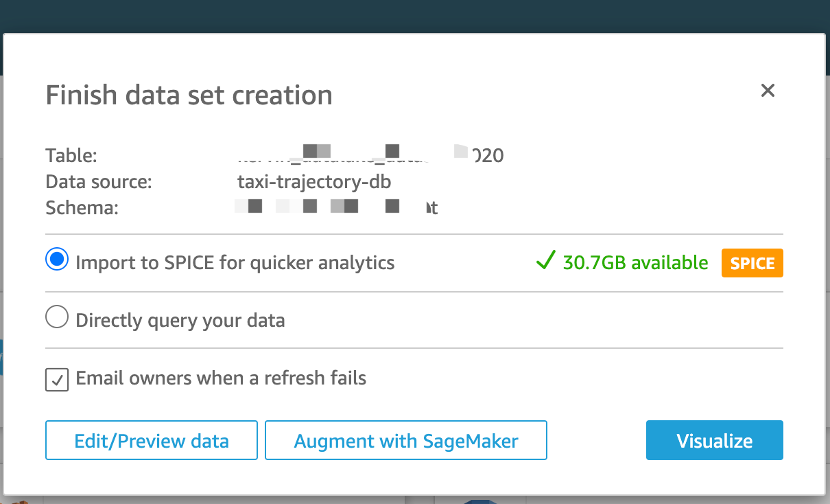 Finish data set creation
Table: 020
Data source: taxi-trajectory-db
Schema: t
Import to SPICE for quicker analytics 30.7GB available SPICE
Directly query your data
Email owners when a refresh fails
Edit/Preview data Augment with SageMaker Visualize